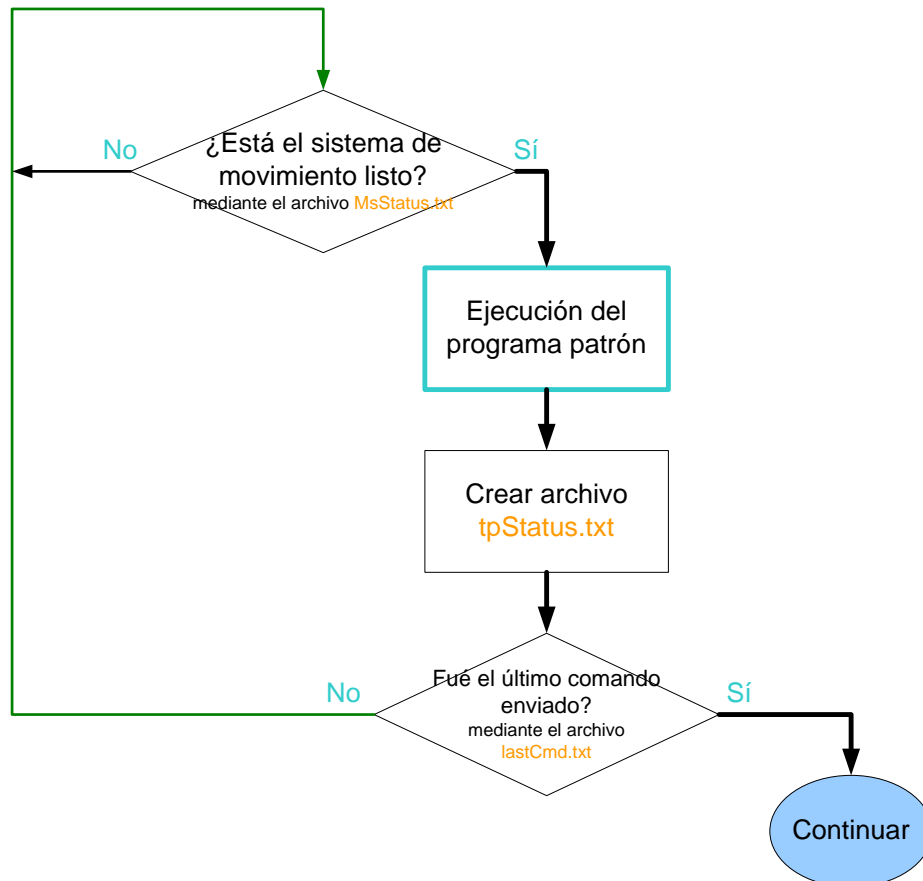 No
¿Está el sistema de
movimiento listo?
mediante el archivo MsStatus.txt
Sí
Ejecución del
programa patrón
Crear archivo
tpStatus.txt
No
Fué el último comando
enviado?
mediante el archivo
lastCmd.txt
Sí
Continuar